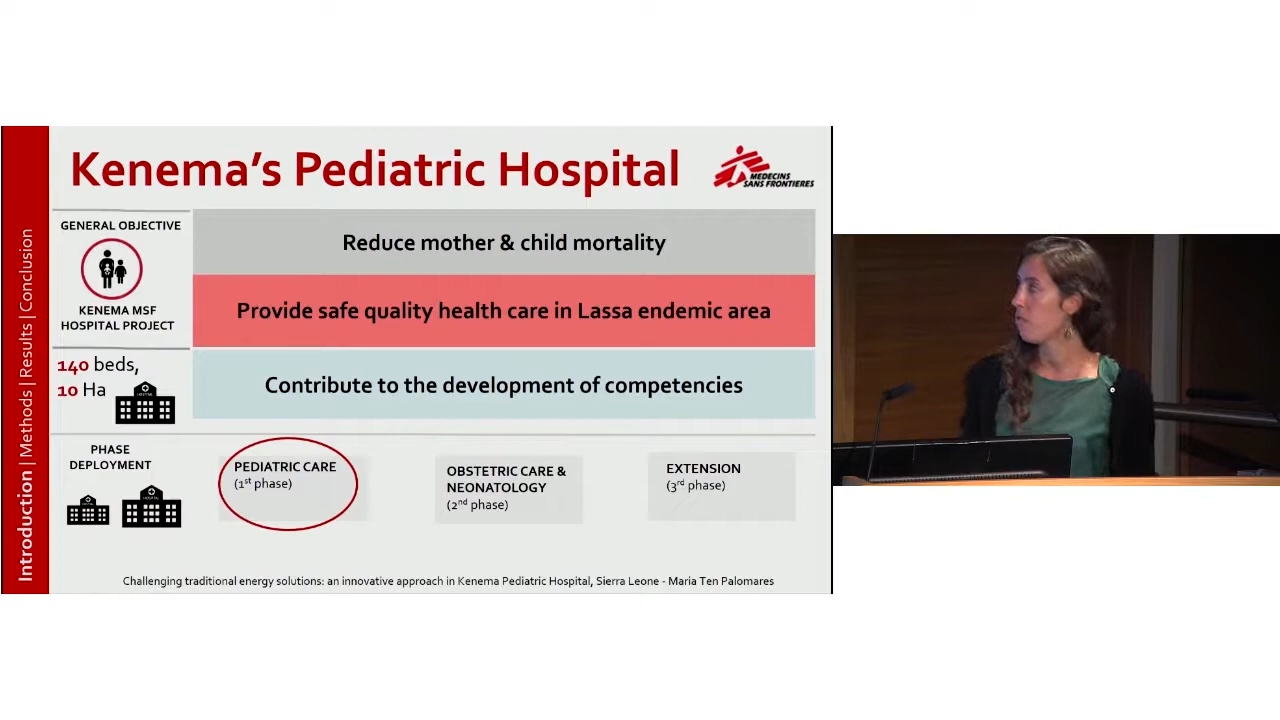 Kenema's Pediatric Hospital
MEDECINS
SANS FRONTIERES
GENERAL OBJECTIVE
KENEMA MSF
HOSPITAL PROJECT
Reduce mother & child mortality
Provide safe quality health care in Lassa endemic area
140 beds,
10 Ha
HOSPITAL
Contribute to the development of competencies
PHASE
DEPLOYMENT
HOSPITAL
HOSPITAL
PEDIATRIC CARE
(1st phase)
OBSTETRIC CARE &
NEONATOLOGY
(2nd phase)
EXTENSION
(3rd phase)
Introduction | Methods | Results | Conclusion
Challenging traditional energy solutions: an innovative approach in Kenema Pediatric Hospital, Sierra Leone - Maria Ten Palomares